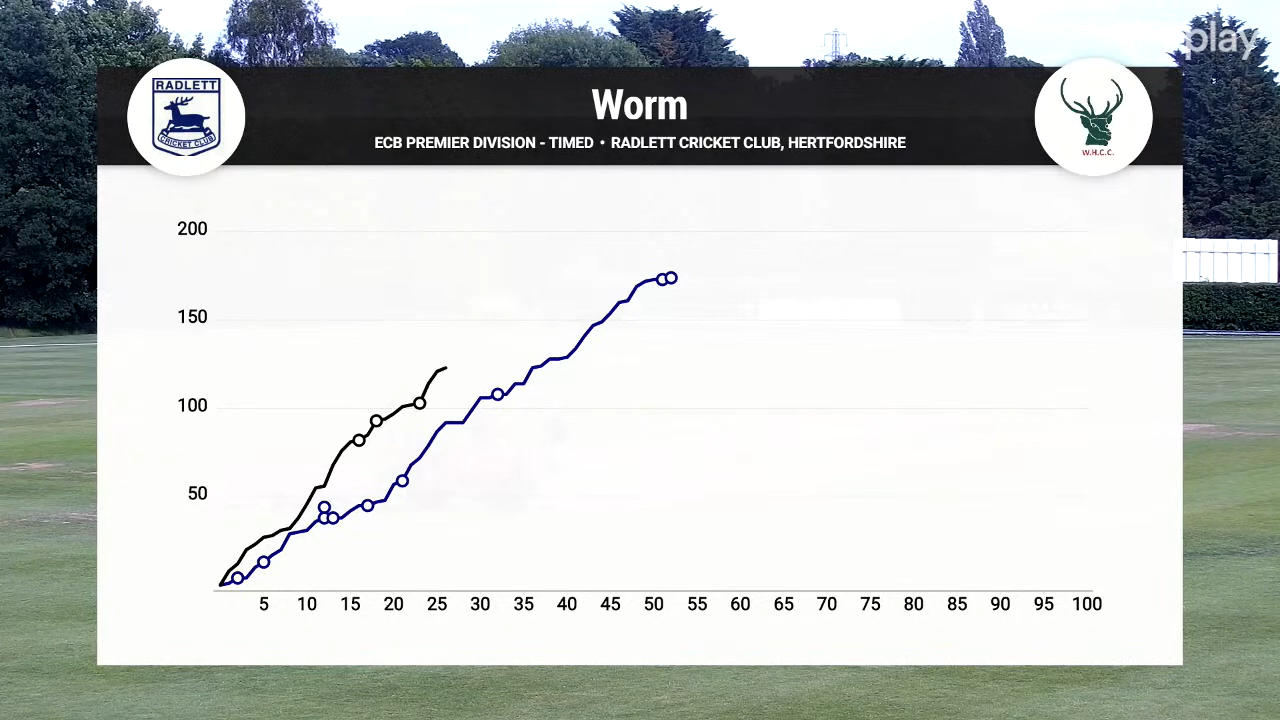 play
RADLETT
CRICKET CLUB
Worm
W.H.C.C.
ECB PREMIER DIVISION - TIMED • RADLETT CRICKET CLUB, HERTFORDSHIRE
200
150
100
50
5 10 15 20 25 30 35 40 45 50 55 60 65 70 75 80 85 90 95 100